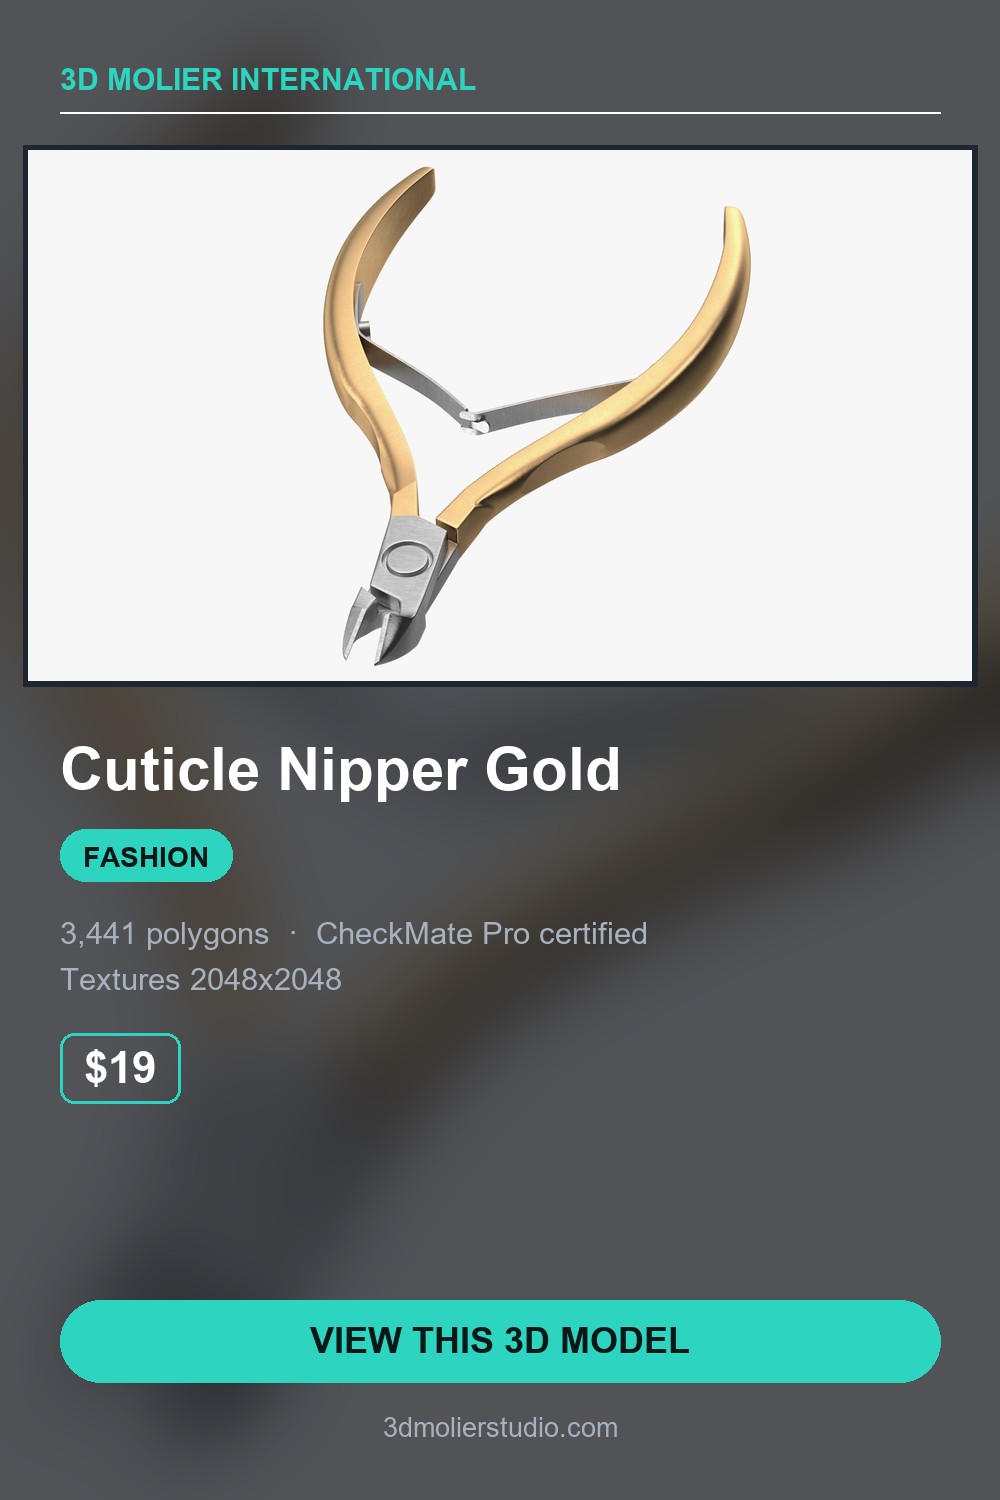 3D MOLIER INTERNATIONAL
Cuticle Nipper Gold
FASHION
3,441 polygons · CheckMate Pro certified
Textures 2048x2048
$19
VIEW THIS 3D MODEL
3dmolierstudio.com